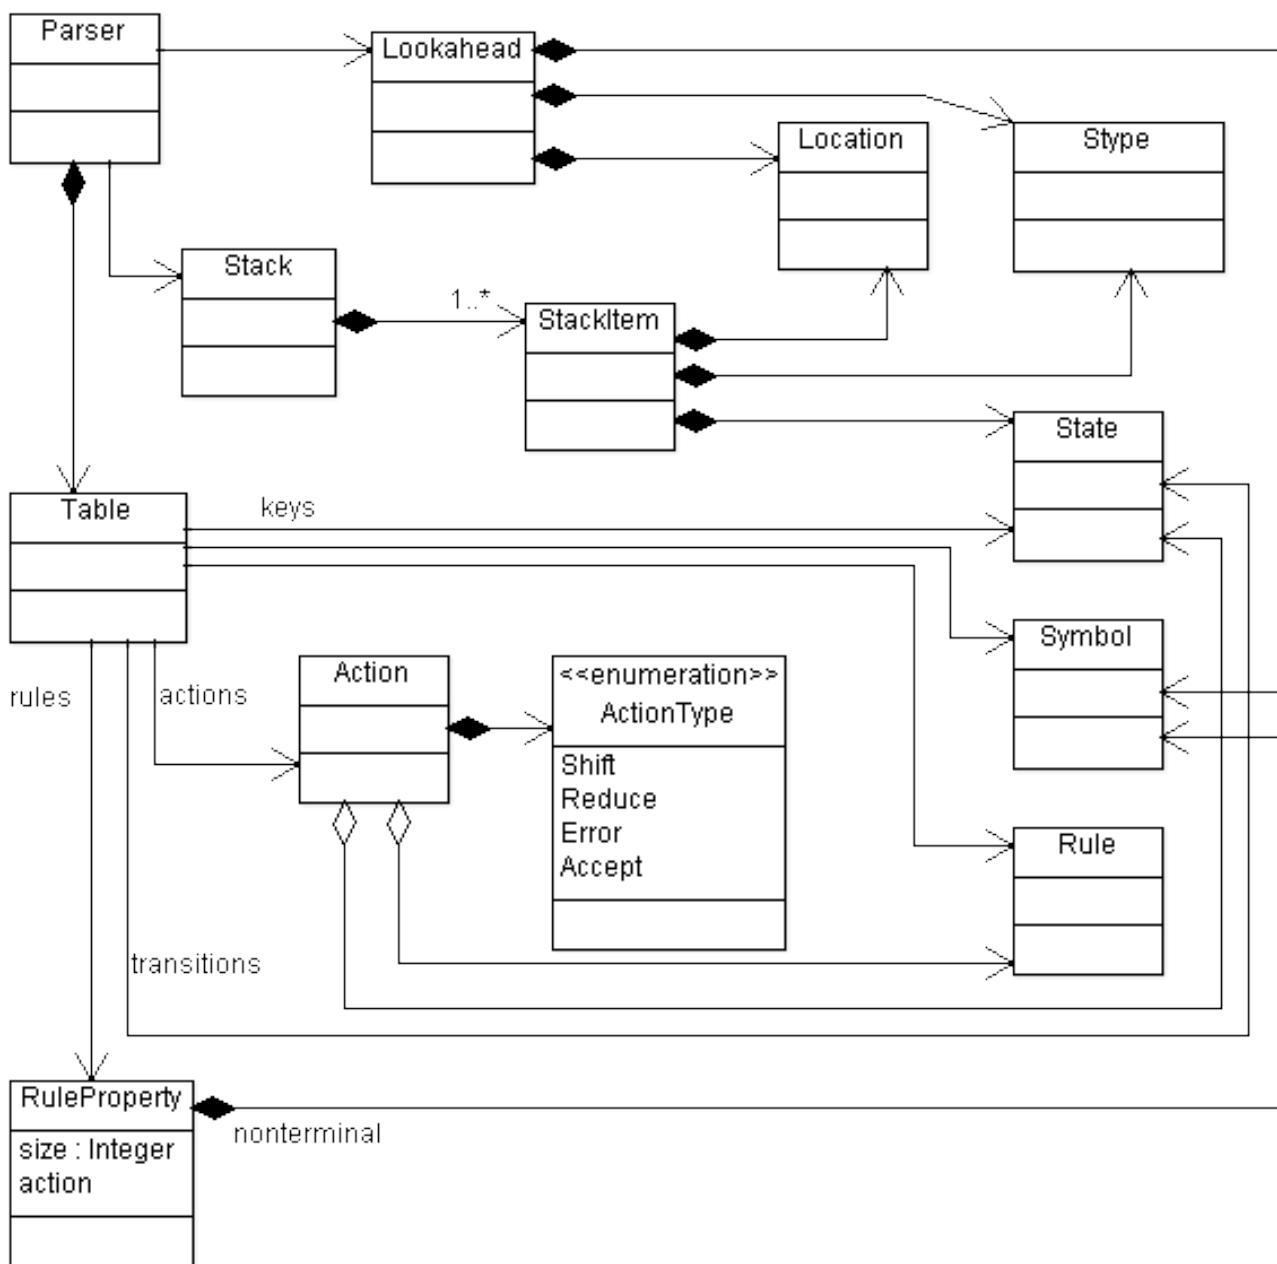 Parser
Lookahead
Location
Stype
Stack
1..*
StackItem
State
Table
keys
Symbol
rules
actions
Action
<<enumeration>>
ActionType
Shift
Reduce
Error
Accept
Rule
transitions
RuleProperty
size : Integer
action
nonterminal